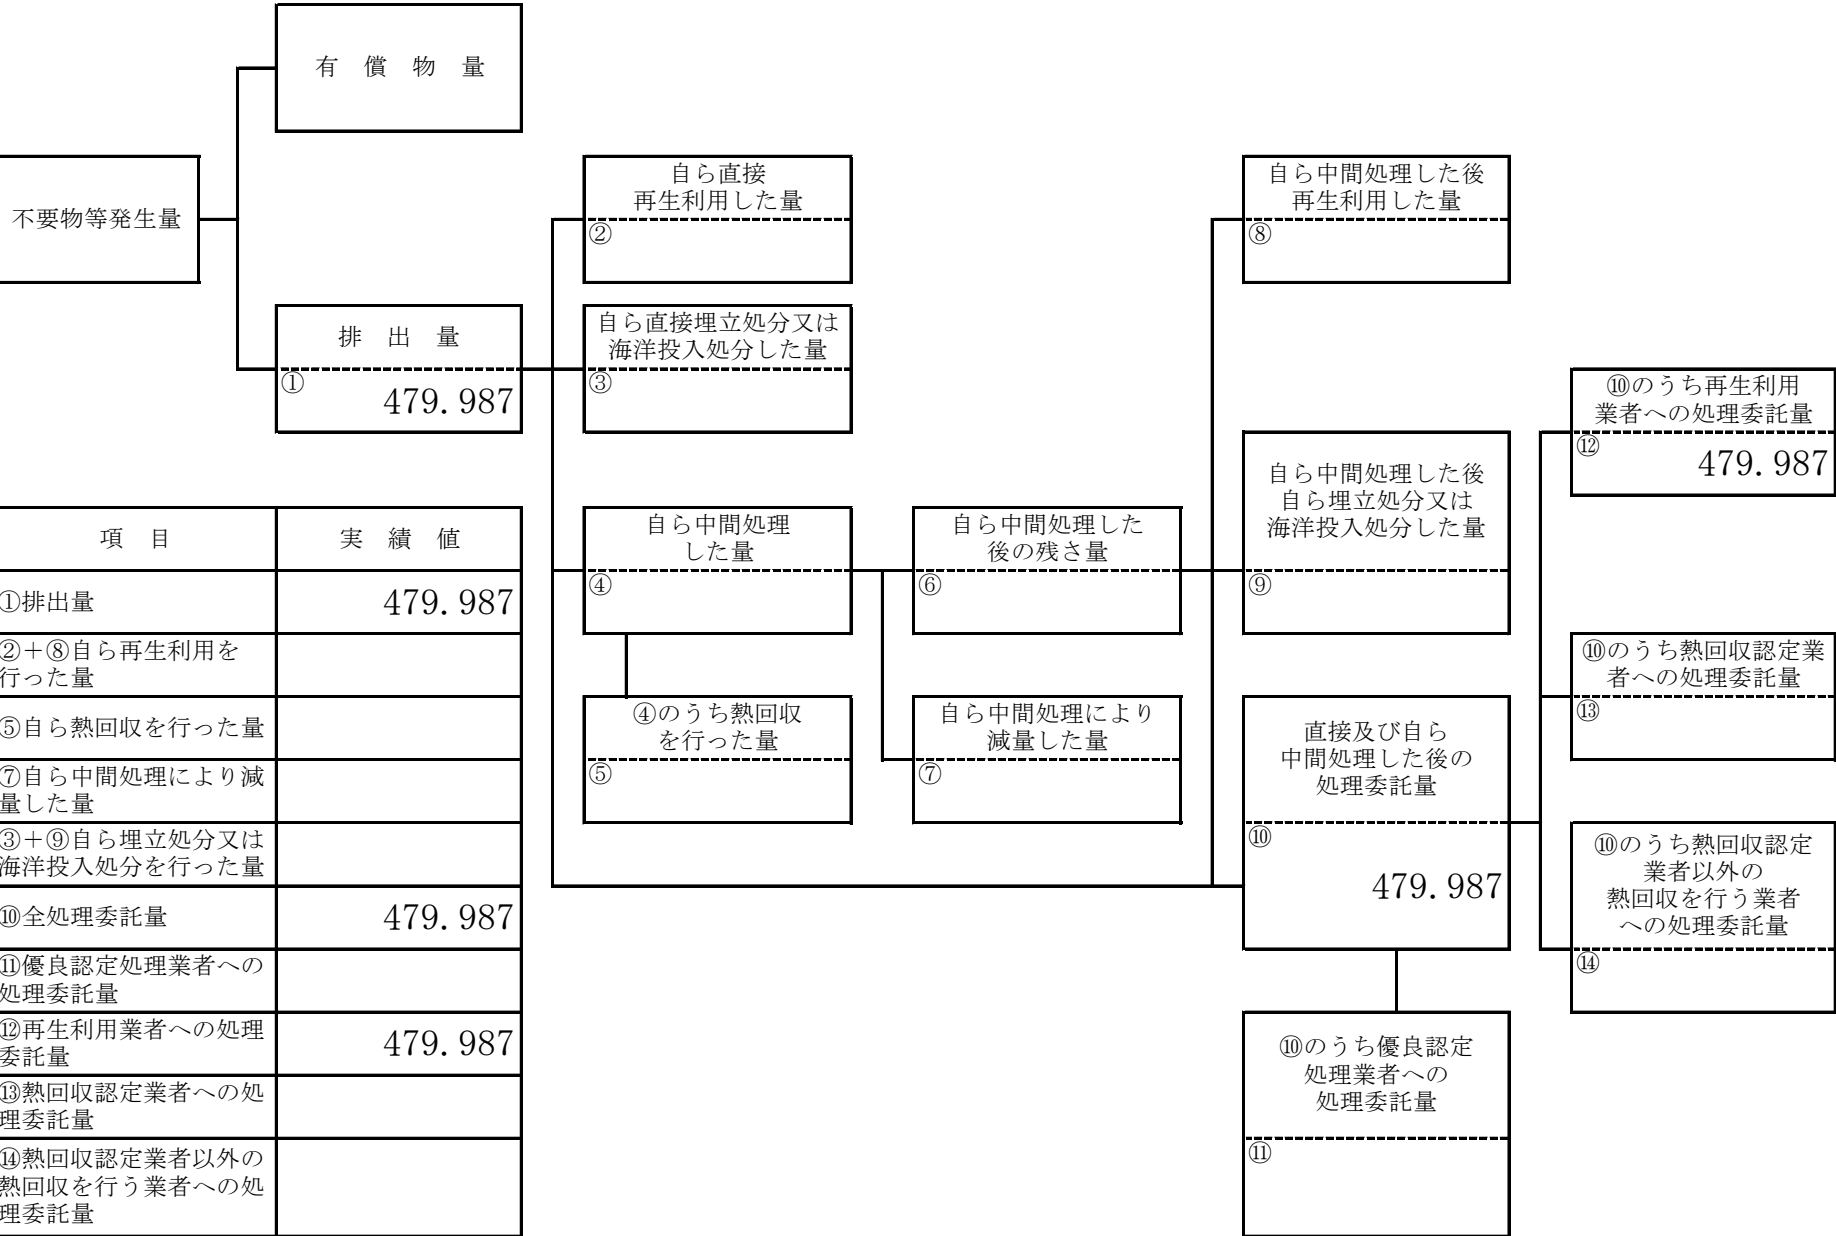 有　償　物　量
不要物等発生量
排　出　量
①
479.987
自ら直接
再生利用した量
②
自ら直接埋立処分又は
海洋投入処分した量
③
自ら中間処理
した量
④
④のうち熱回収
を行った量
⑤
自ら中間処理した
後の残さ量
⑥
自ら中間処理により
減量した量
⑦
自ら中間処理した後
再生利用した量
⑧
自ら中間処理した後
自ら埋立処分又は
海洋投入処分した量
⑨
直接及び自ら
中間処理した後の
処理委託量
⑩
479.987
⑩のうち優良認定
処理業者への
処理委託量
⑪
⑩のうち再生利用
業者への処理委託量
⑫
479.987
⑩のうち熱回収認定業
者への処理委託量
⑬
⑩のうち熱回収認定
業者以外の
熱回収を行う業者
への処理委託量
⑭
項　目
実　績　値
①排出量
479.987
②＋⑧自ら再生利用を
行った量
⑤自ら熱回収を行った量
⑦自ら中間処理により減
量した量
③＋⑨自ら埋立処分又は
海洋投入処分を行った量
⑩全処理委託量
479.987
⑪優良認定処理業者への
処理委託量
⑫再生利用業者への処理
委託量
479.987
⑬熱回収認定業者への処
理委託量
⑭熱回収認定業者以外の
熱回収を行う業者への処
理委託量